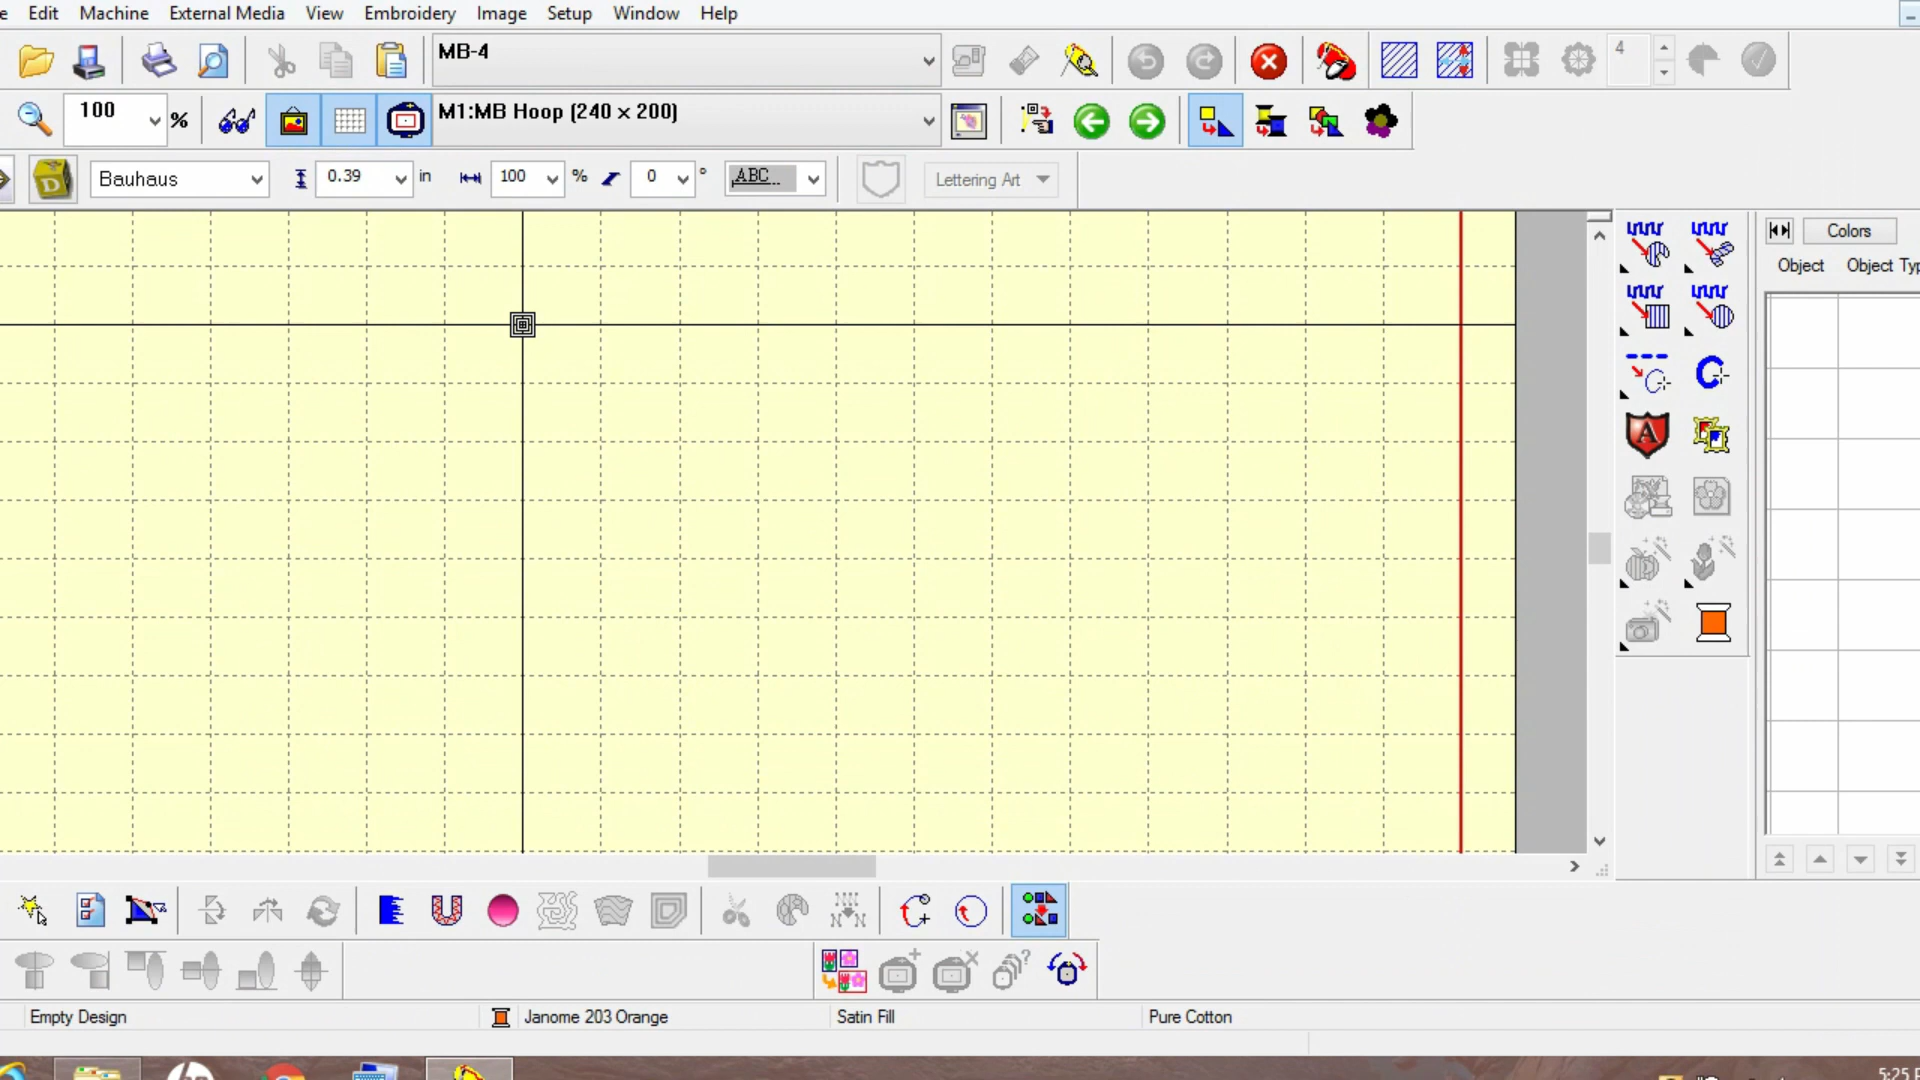 Edit Machine External Media View Embroidery Image Setup Window Help
MB-4
4
100 %
M1:MB Hoop (240 x 200)
D
Bauhaus
0.39 in
100 %
0 °
ABC...
Lettering Art
Colors
Object Object Typ
A
Empty Design
Janome 203 Orange
Satin Fill
Pure Cotton
5:25 P